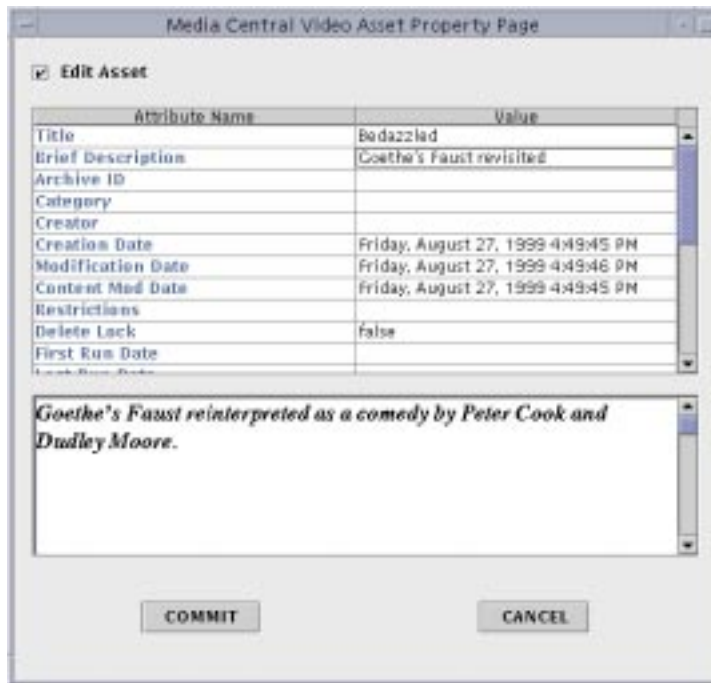 Media Central Video Asset Property Page
Edit Asset
Attribute Name Value
Title Bedazzled
Brief Description Goethe's Faust revisited
Archive ID
Category
Creator
Creation Date Friday, August 27, 1999 4:49:45 PM
Modification Date Friday, August 27, 1999 4:49:46 PM
Content Mod Date Friday, August 27, 1999 4:49:45 PM
Restrictions
Delete Lock false
First Run Date
Last Run Date
Goethe's Faust reinterpreted as a comedy by Peter Cook and
Dudley Moore.
COMMIT CANCEL